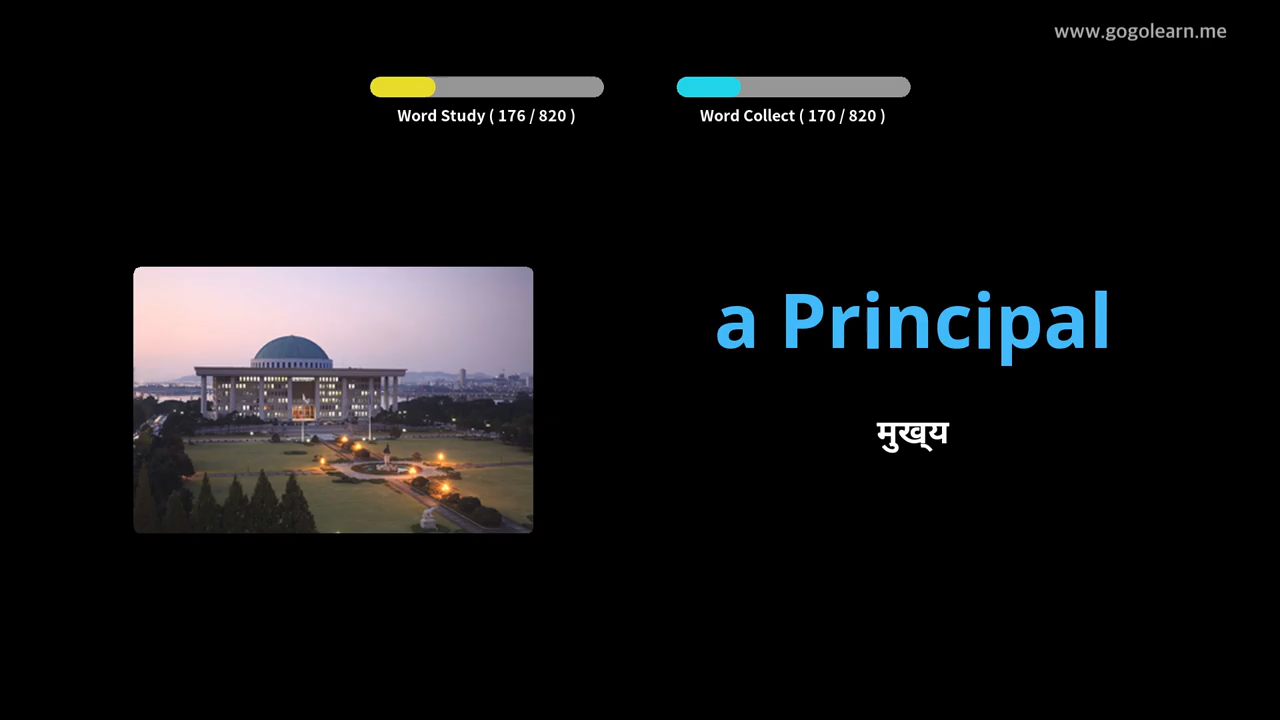 www.gogolearn.me
Word Study ( 176 / 820 )
Word Collect ( 170 / 820 )
a Principal
मुख्य